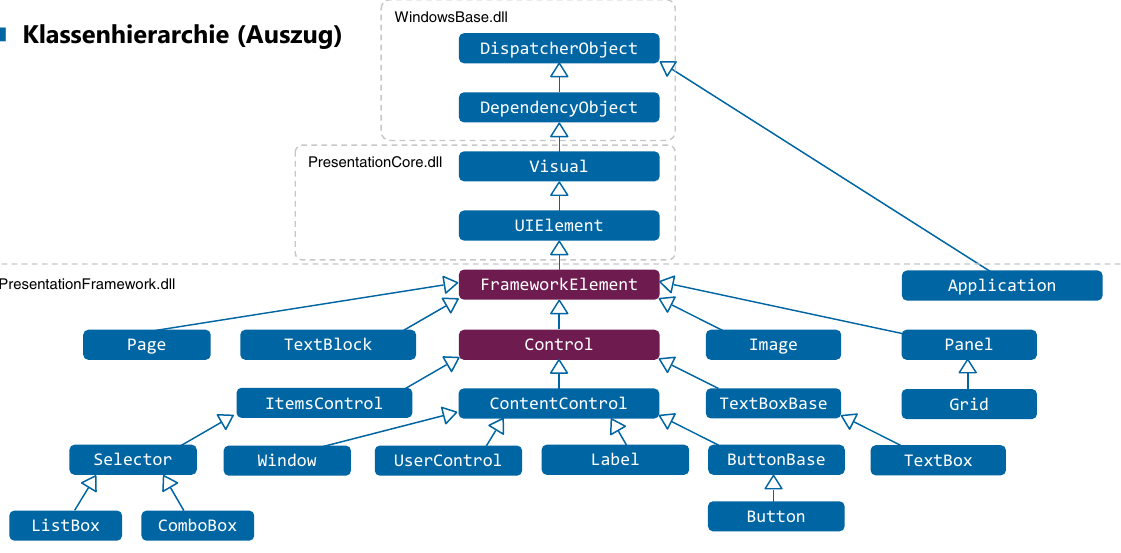 WindowsBase.dll
Klassenhierarchie (Auszug)
DispatcherObject
DependencyObject
PresentationCore.dll
Visual
UIElement
PresentationFramework.dll
FrameworkElement
Application
Page
TextBlock
Control
Image
Panel
ItemsControl
ContentControl
TextBoxBase
Grid
Selector
Window
UserControl
Label
ButtonBase
TextBox
ListBox
ComboBox
Button